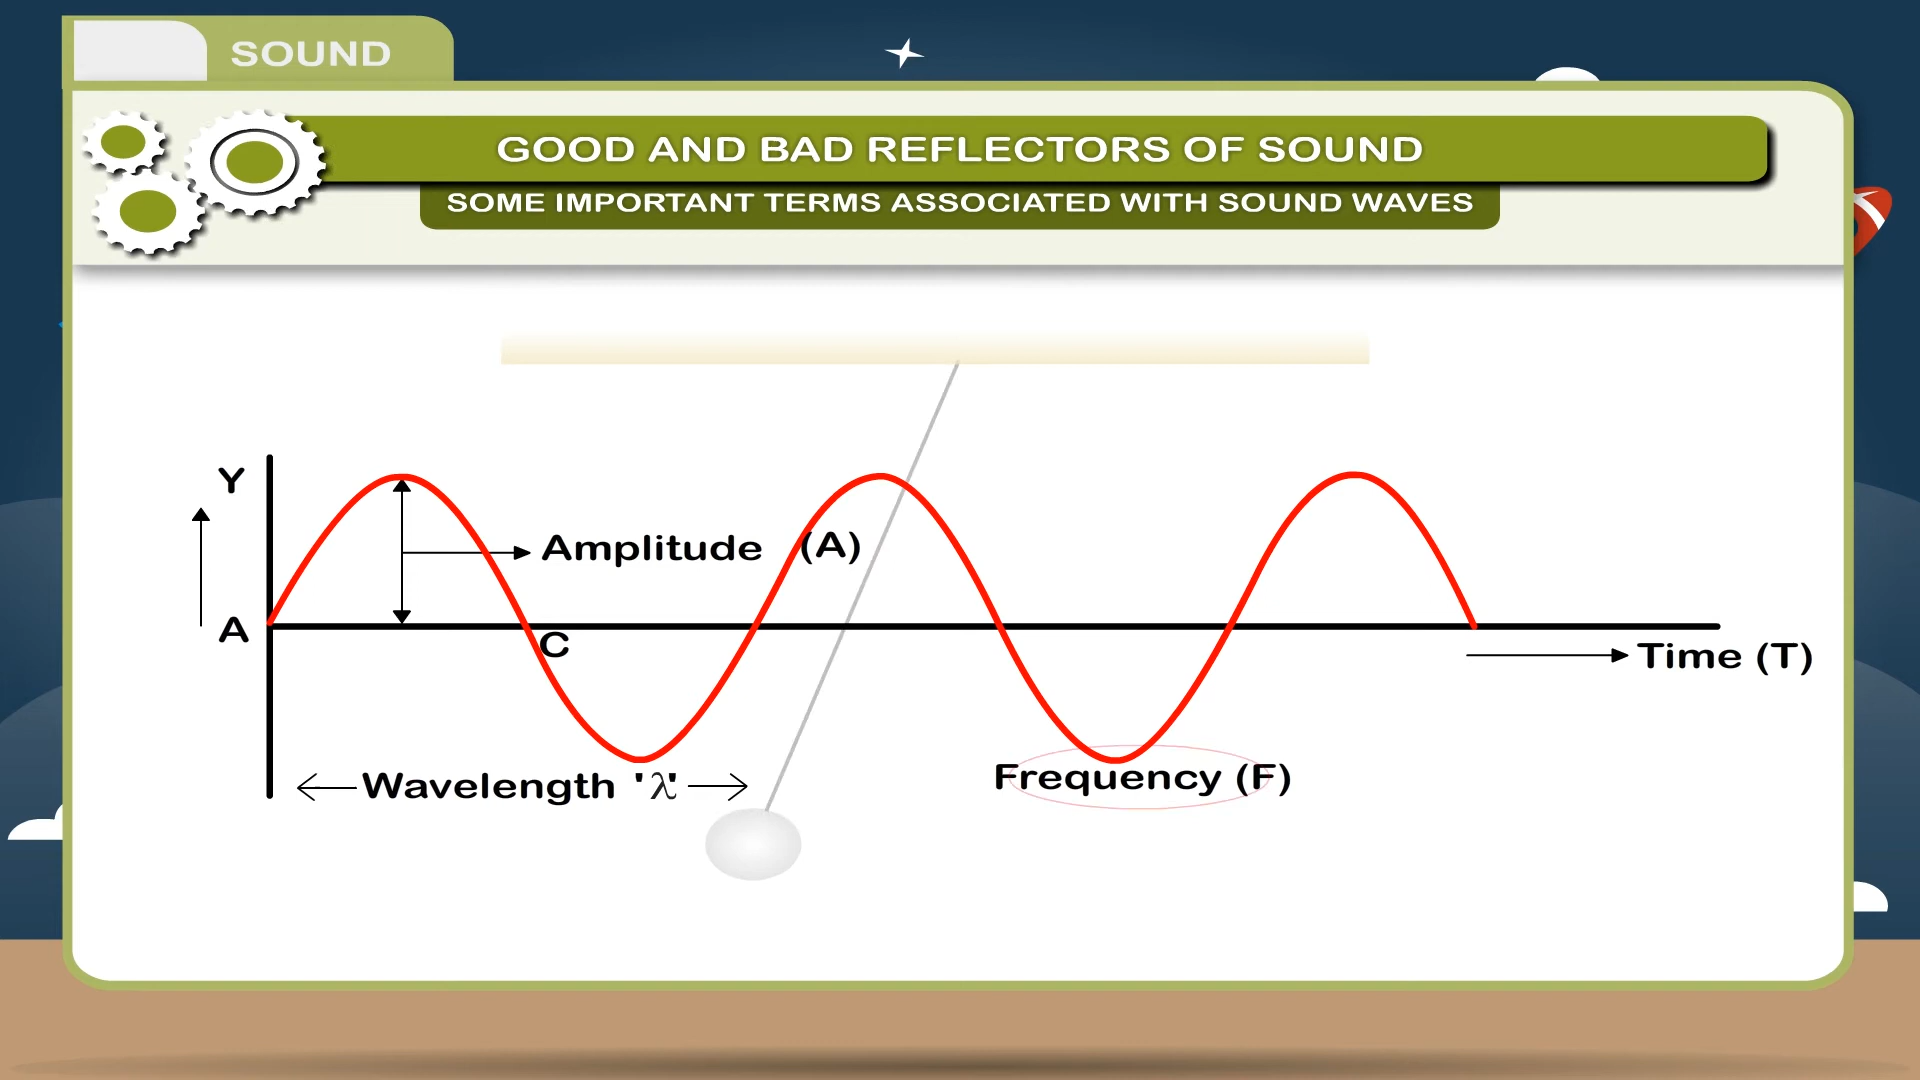 SOUND
GOOD AND BAD REFLECTORS OF SOUND
SOME IMPORTANT TERMS ASSOCIATED WITH SOUND WAVES
Y
Amplitude (A)
A
C
Time (T)
Wavelength 'λ'
Frequency (F)